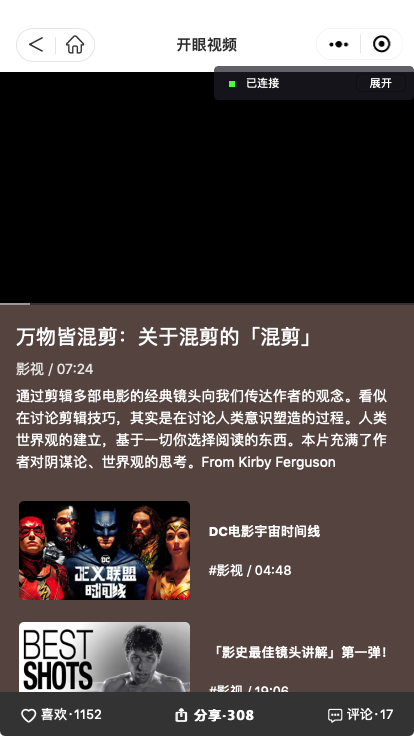 开眼视频
已连接
展开
万物皆混剪：关于混剪的「混剪」
影视 / 07:24
通过剪辑多部电影的经典镜头向我们传达作者的观念。看似
在讨论剪辑技巧，其实是在讨论人类意识塑造的过程。人类
世界观的建立，基于一切你选择阅读的东西。本片充满了作
者对阴谋论、世界观的思考。From Kirby Ferguson
DC
正义联盟
时间线
DC电影宇宙时间线
#影视 / 04:48
BEST
SHOTS
「影史最佳镜头讲解」第一弹！
#影视 / 19:06
喜欢·1152
分享·308
评论·17